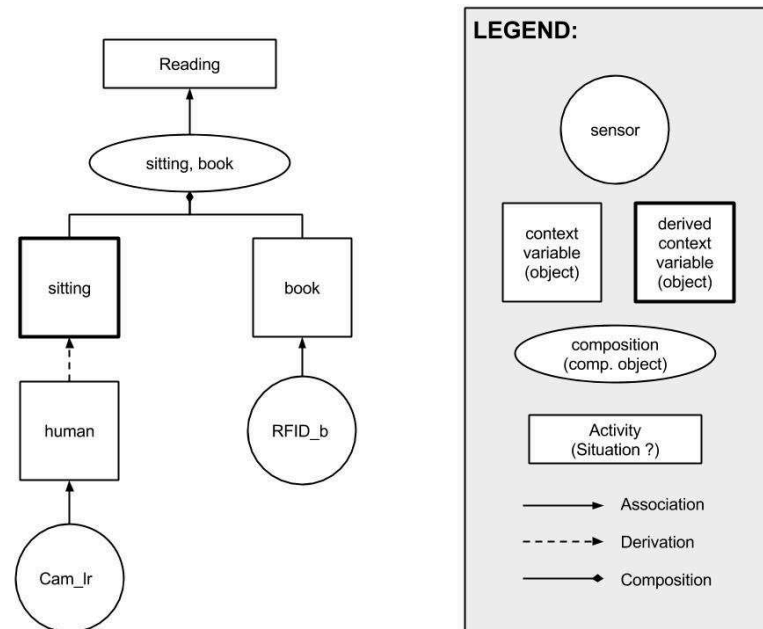 Reading
sitting, book
sitting
book
human
RFID_b
Cam_lr
LEGEND:
sensor
context
variable
(object)
derived
context
variable
(object)
composition
(comp. object)
Activity
(Situation ?)
Association
Derivation
Composition